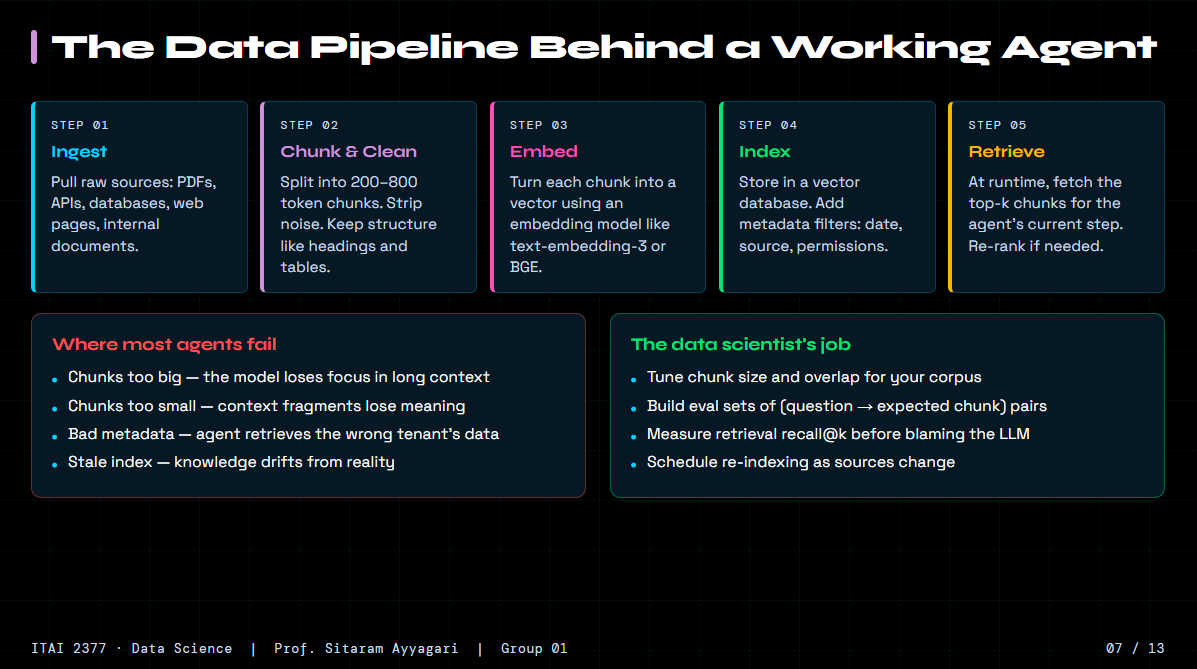 The Data Pipeline Behind a Working Agent
STEP 01
Ingest
Pull raw sources: PDFs,
APIs, databases, web
pages, internal
documents.
STEP 02
Chunk & Clean
Split into 200–800
token chunks. Strip
noise. Keep structure
like headings and
tables.
STEP 03
Embed
Turn each chunk into a
vector using an
embedding model like
text-embedding-3 or
BGE.
STEP 04
Index
Store in a vector
database. Add
metadata filters: date,
source, permissions.
STEP 05
Retrieve
At runtime, fetch the
top-k chunks for the
agent's current step.
Re-rank if needed.
Where most agents fail
• Chunks too big — the model loses focus in long context
• Chunks too small — context fragments lose meaning
• Bad metadata — agent retrieves the wrong tenant's data
• Stale index — knowledge drifts from reality
The data scientist's job
• Tune chunk size and overlap for your corpus
• Build eval sets of (question → expected chunk) pairs
• Measure retrieval recall@k before blaming the LLM
• Schedule re-indexing as sources change
ITAI 2377 · Data Science | Prof. Sitaram Ayyagari | Group 01
07 / 13